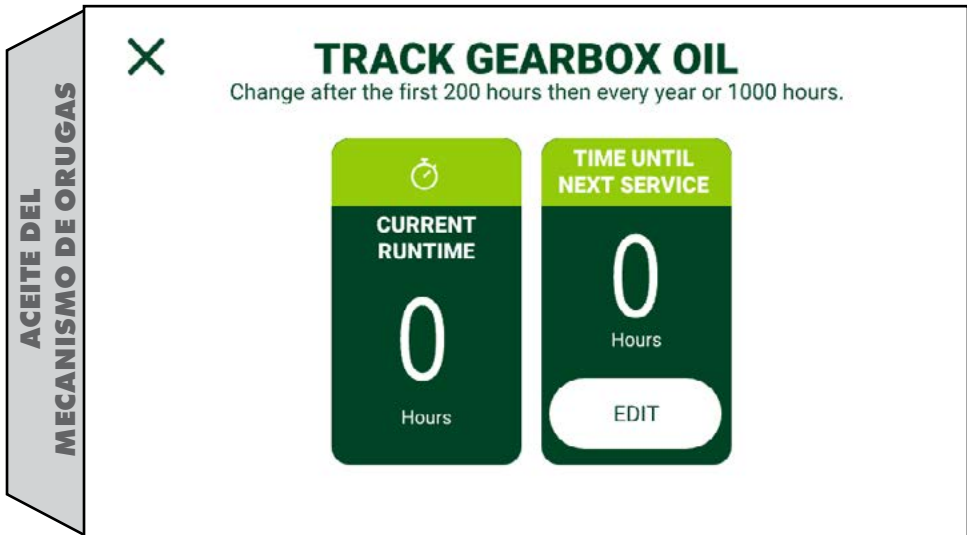 ACEITE DEL
MECANISMO DE ORUGAS
TRACK GEARBOX OIL
Change after the first 200 hours then every year or 1000 hours.
CURRENT
RUNTIME
0
Hours
TIME UNTIL
NEXT SERVICE
0
Hours
EDIT